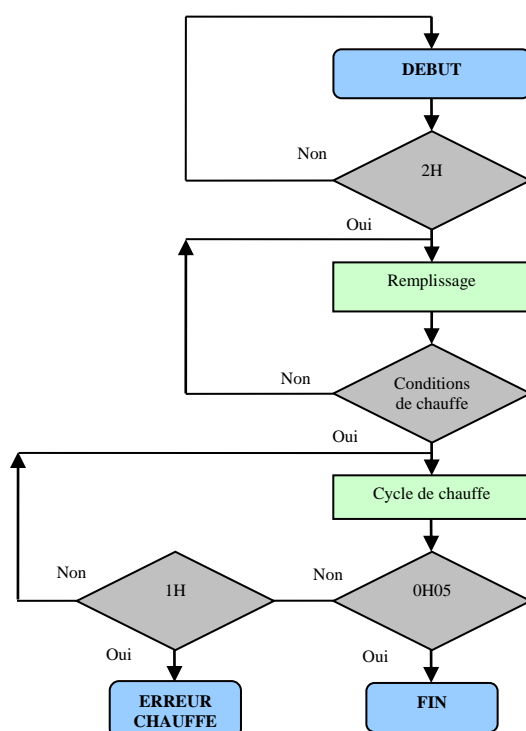 DEBUT
Non
2H
Oui
Remplissage
Non
Conditions
de chauffe
Oui
Cycle de chauffe
Non
1H
Non
0H05
Oui
Oui
ERREUR
CHAUFFE
FIN